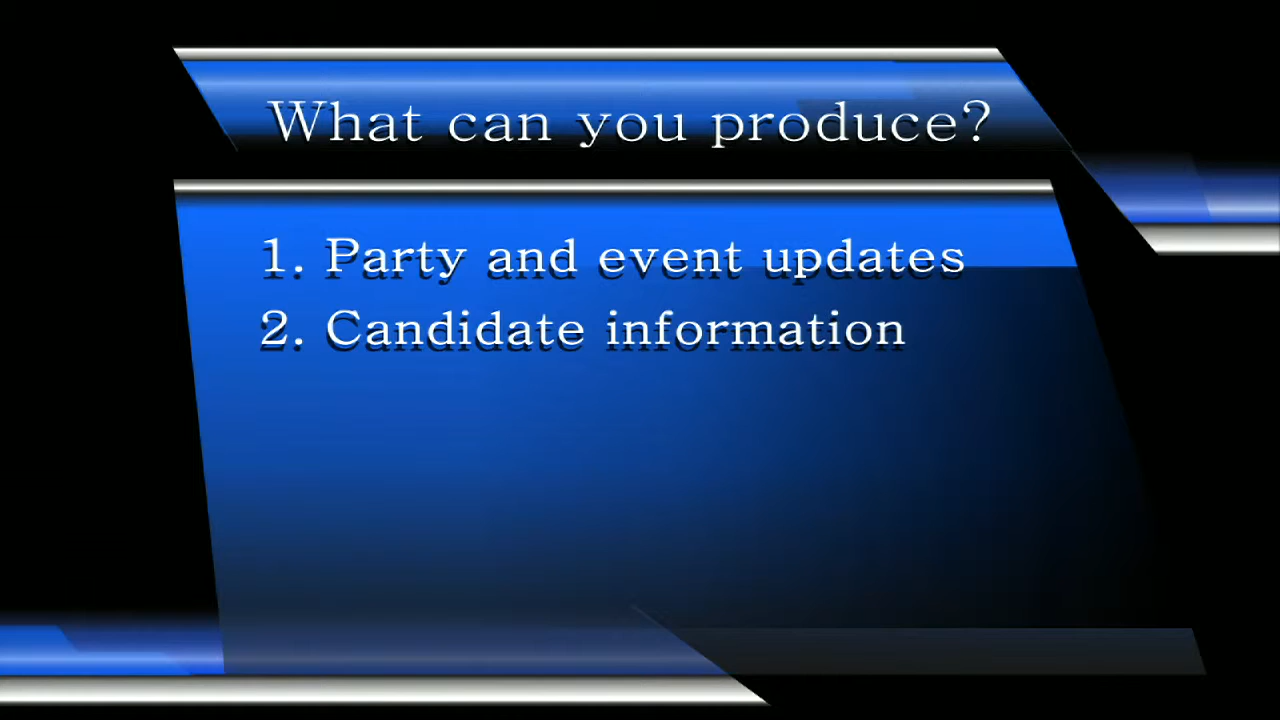 What can you produce?
1. Party and event updates
2. Candidate information